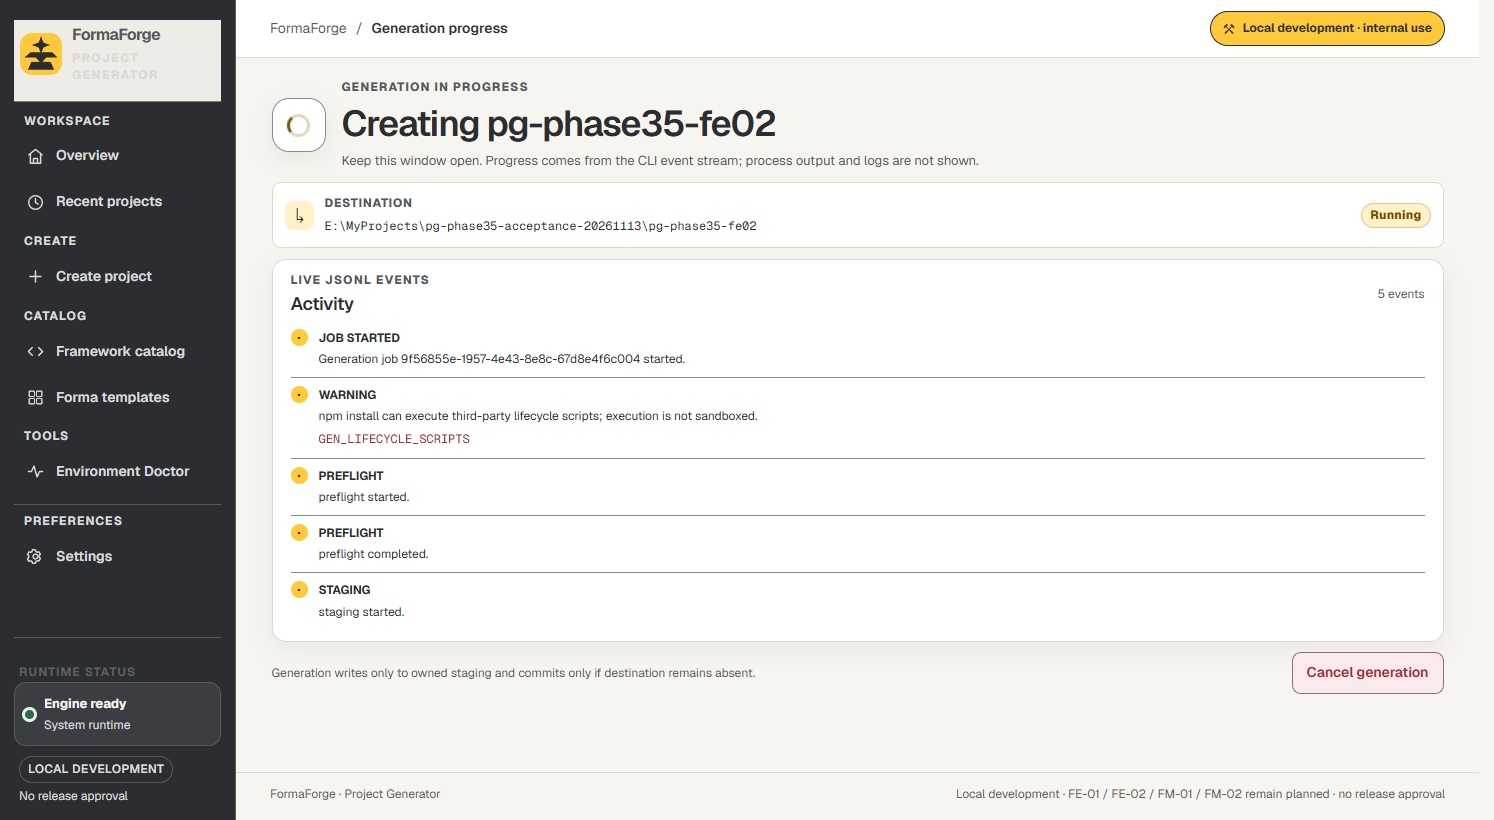 FormaForge
PROJECT
GENERATOR
WORKSPACE
Overview
Recent projects
CREATE
Create project
CATALOG
Framework catalog
Forma templates
TOOLS
Environment Doctor
PREFERENCES
Settings
RUNTIME STATUS
Engine ready
System runtime
LOCAL DEVELOPMENT
No release approval
FormaForge / Generation progress
Local development · internal use
GENERATION IN PROGRESS
Creating pg-phase35-fe02
Keep this window open. Progress comes from the CLI event stream; process output and logs are not shown.
DESTINATION
E:\MyProjects\pg-phase35-acceptance-20261113\pg-phase35-fe02
Running
LIVE JSONL EVENTS
Activity
5 events
JOB STARTED
Generation job 9f56855e-1957-4e43-8e8c-67d8e4f6c004 started.
WARNING
npm install can execute third-party lifecycle scripts; execution is not sandboxed.
GEN_LIFECYCLE_SCRIPTS
PREFLIGHT
preflight started.
PREFLIGHT
preflight completed.
STAGING
staging started.
Generation writes only to owned staging and commits only if destination remains absent.
Cancel generation
FormaForge · Project Generator
Local development · FE-01 / FE-02 / FM-01 / FM-02 remain planned · no release approval